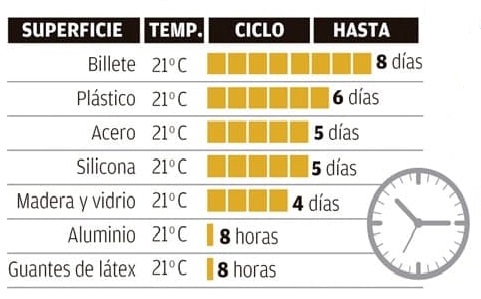 SUPERFICIE TEMP. CICLO HASTA
Billete 21°C 8 días
Plástico 21°C 6 días
Acero 21°C 5 días
Silicona 21°C 5 días
Madera y vidrio 21°C 4 días
Aluminio 21°C 8 horas
Guantes de látex 21°C 8 horas